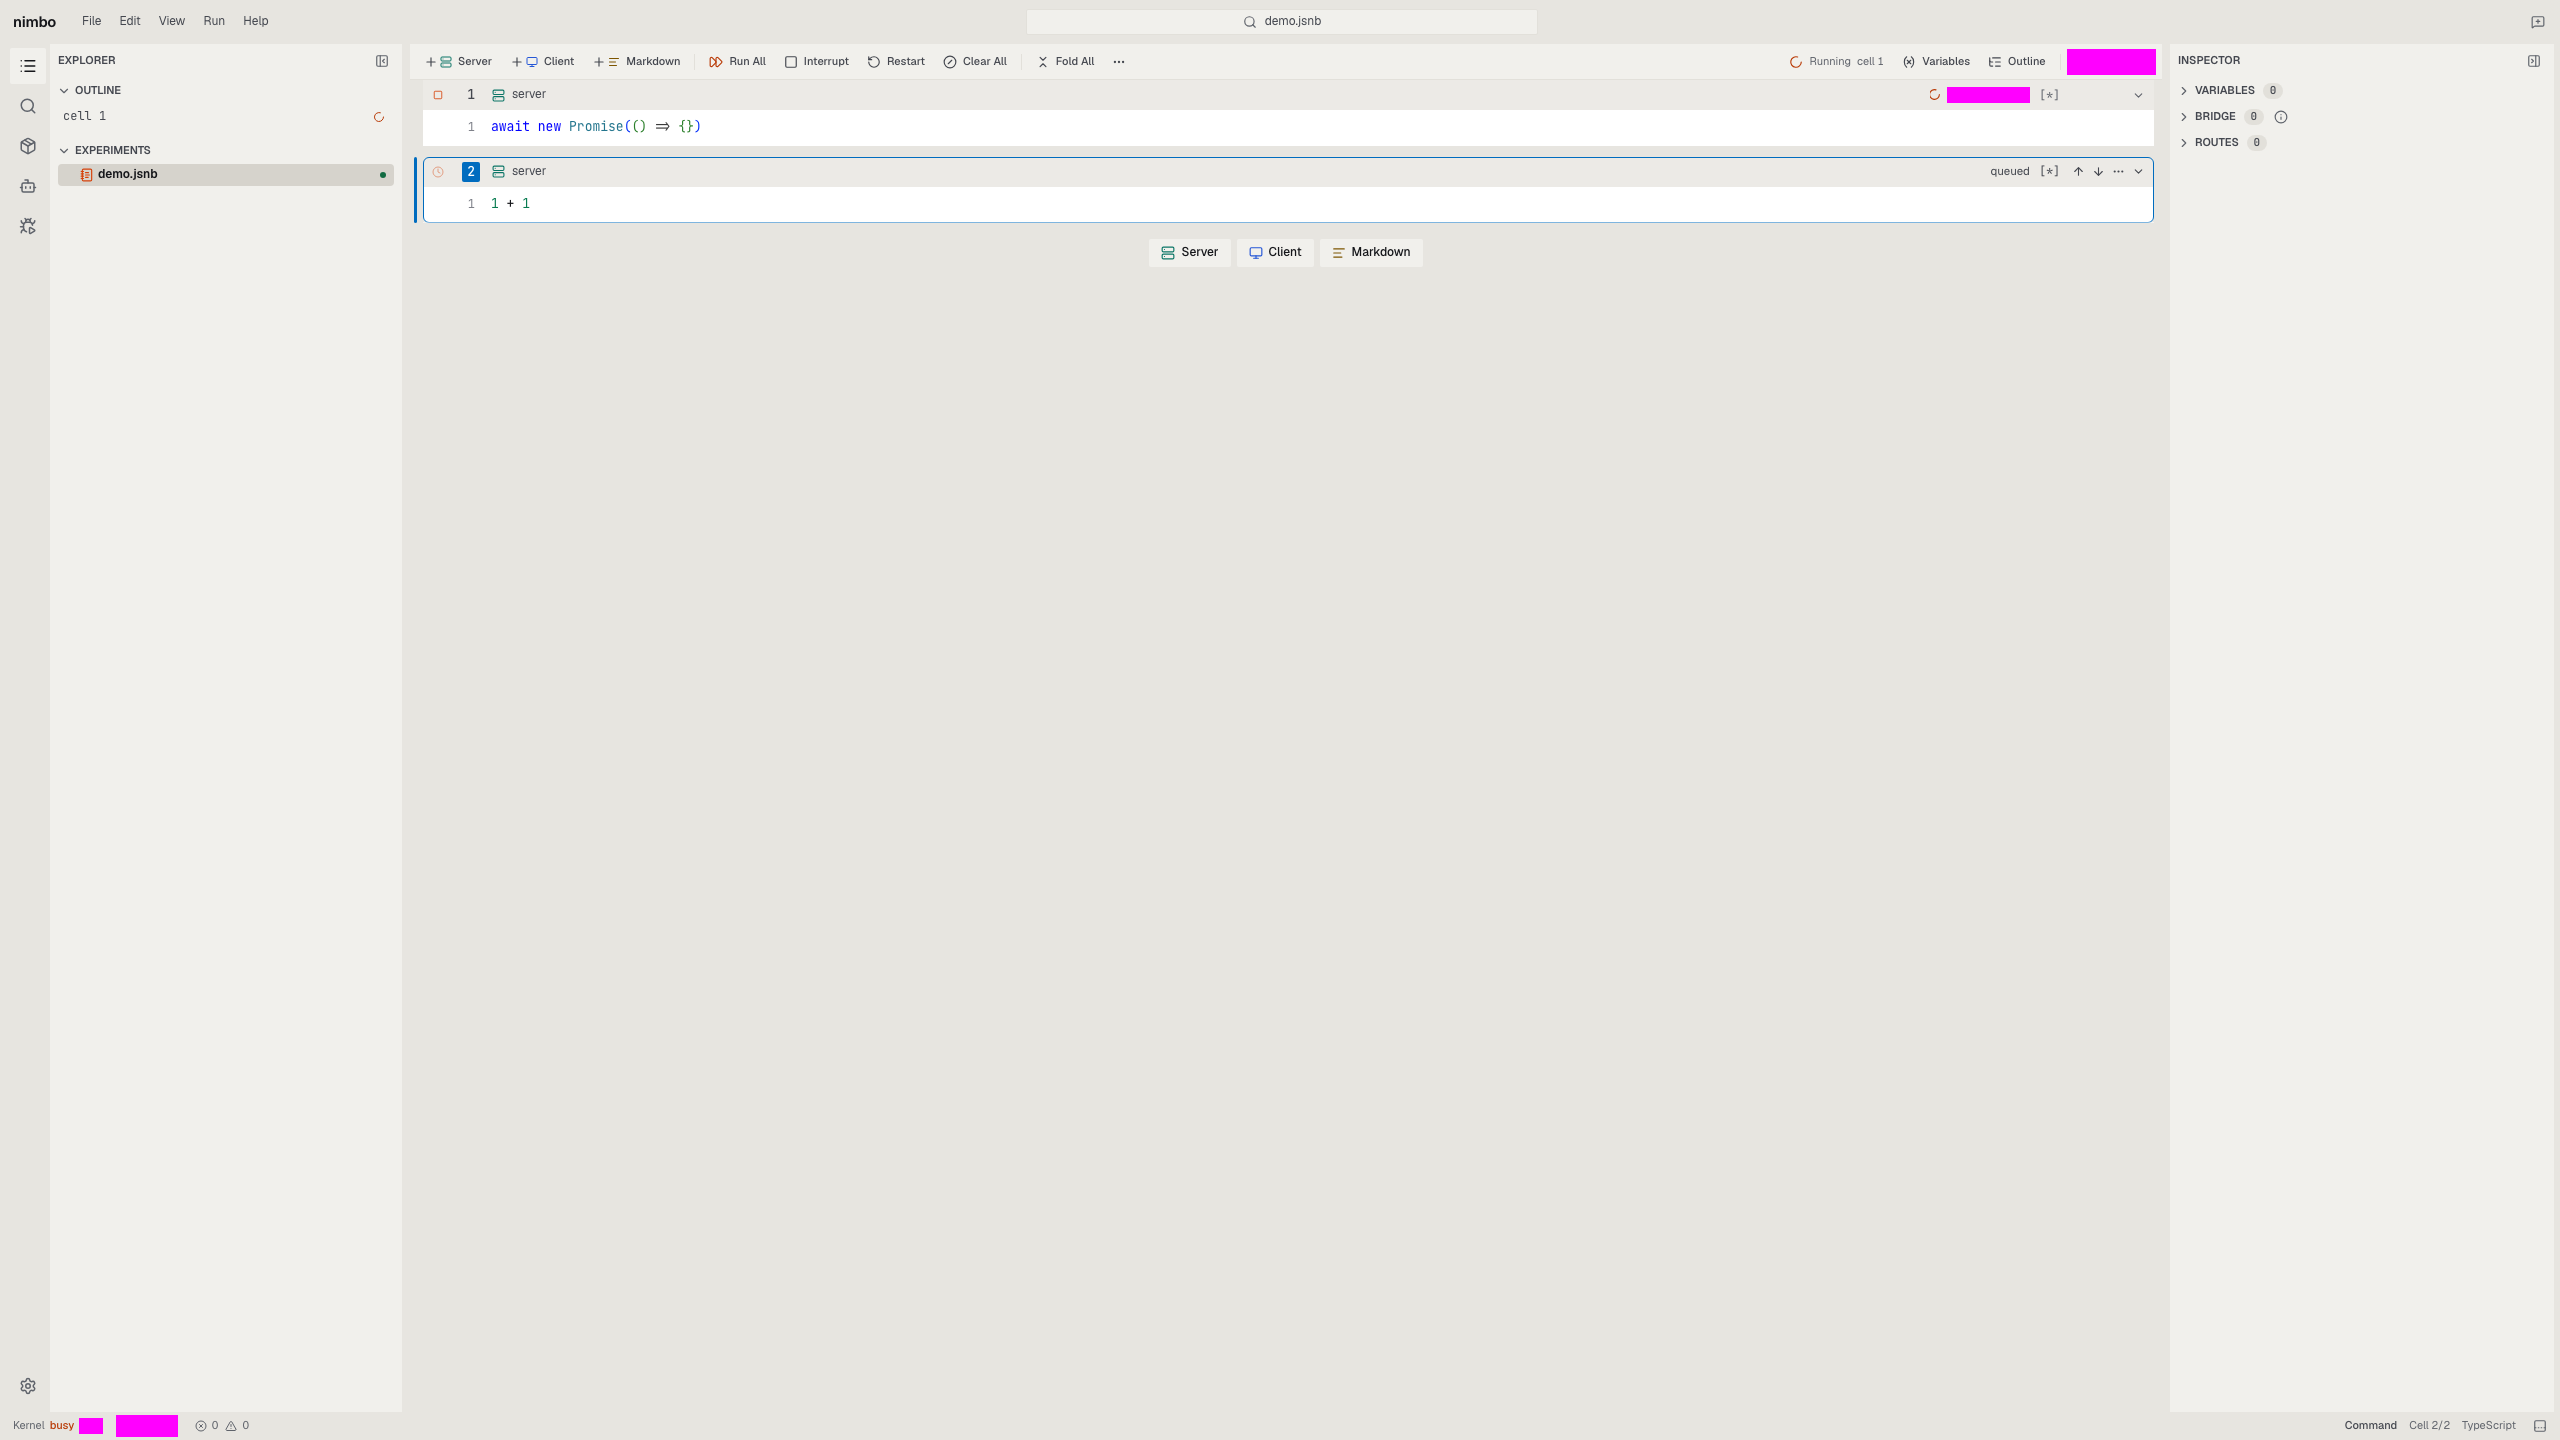 nimbo File Edit View Run Help demo.jsnb
EXPLORER
OUTLINE
cell 1
EXPERIMENTS
demo.jsnb
Server Client Markdown Run All Interrupt Restart Clear All Fold All Running cell 1 Variables Outline
1 server [*]
1 await new Promise(() => {})
2 server queued [*]
1 1 + 1
Server Client Markdown
INSPECTOR
VARIABLES 0
BRIDGE 0
ROUTES 0
Kernel busy 0 0 Command Cell 2/2 TypeScript